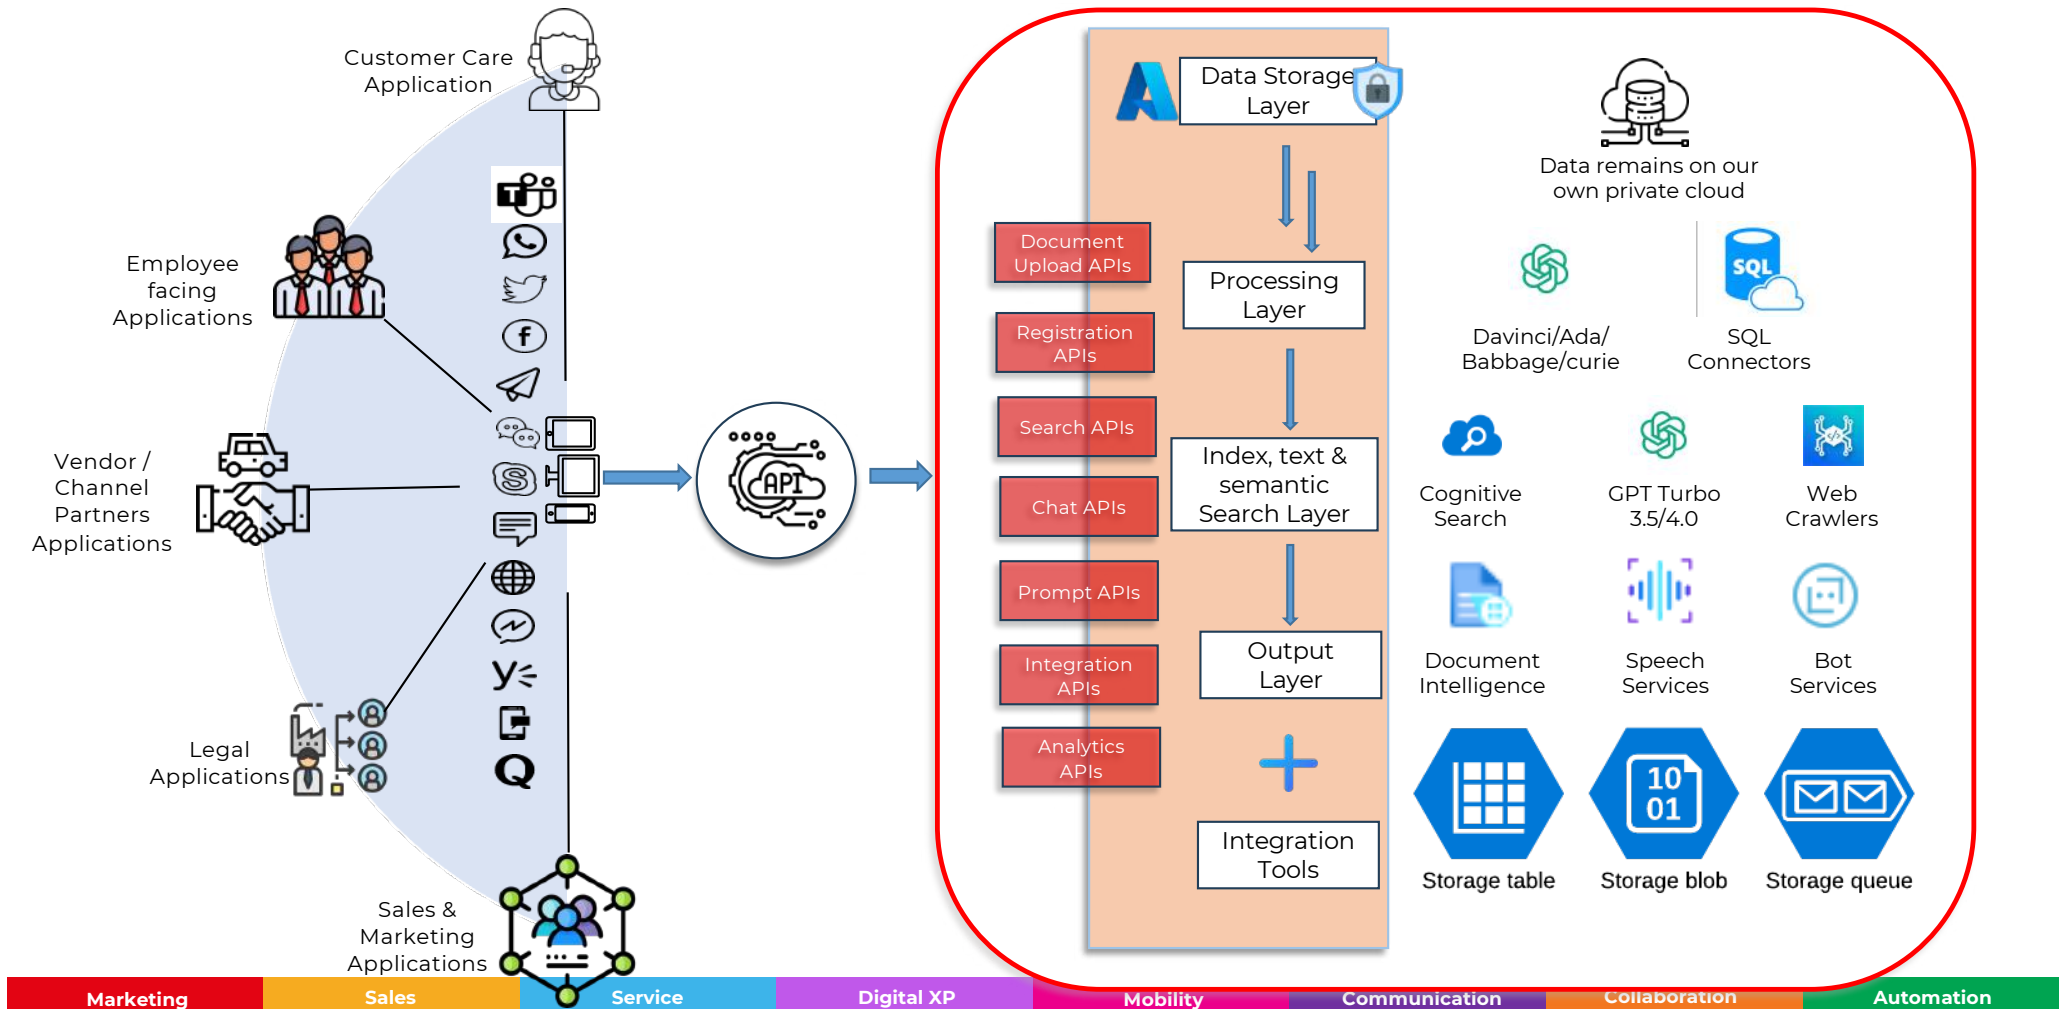 Customer Care
Application
Employee
facing
Applications
Vendor /
Channel
Partners
Applications
Legal
Applications
Sales &
Marketing
Applications
T
f
S
Q
API
Data Storage
Layer
Processing
Layer
Index, text &
semantic
Search Layer
Output
Layer
Integration
Tools
Document
Upload APIs
Registration
APIs
Search APIs
Chat APIs
Prompt APIs
Integration
APIs
Analytics
APIs
Data remains on our
own private cloud
Davinci/Ada/
Babbage/curie
SQL
SQL
Connectors
Cognitive
Search
GPT Turbo
3.5/4.0
Web
Crawlers
Document
Intelligence
Speech
Services
Bot
Services
Storage table
10
01
Storage blob
Storage queue
Marketing
Sales
Service
Digital XP
Mobility
Communication
Collaboration
Automation